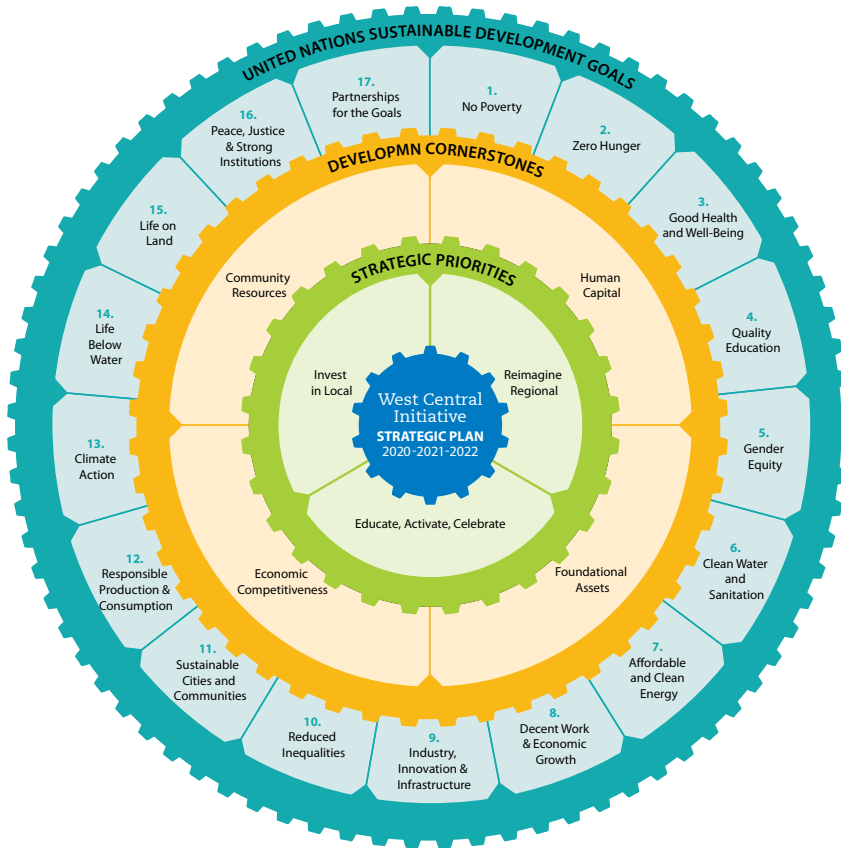 UNITED NATIONS SUSTAINABLE DEVELOPMENT GOALS
1.
No Poverty
2.
Zero Hunger
3.
Good Health
and Well-Being
4.
Quality
Education
5.
Gender
Equity
6.
Clean Water
and
Sanitation
7.
Affordable
and Clean
Energy
8.
Decent Work
& Economic
Growth
9.
Industry,
Innovation &
Infrastructure
10.
Reduced
Inequalities
11.
Sustainable
Cities and
Communities
12.
Responsible
Production &
Consumption
13.
Climate
Action
14.
Life
Below
Water
15.
Life on
Land
16.
Peace, Justice
& Strong
Institutions
17.
Partnerships
for the Goals
DEVELOPMN CORNERSTONES
Human
Capital
Foundational
Assets
Economic
Competitiveness
Community
Resources
STRATEGIC PRIORITIES
Invest
in Local
Reimagine
Regional
Educate, Activate, Celebrate
West Central
Initiative
STRATEGIC PLAN
2020-2021-2022